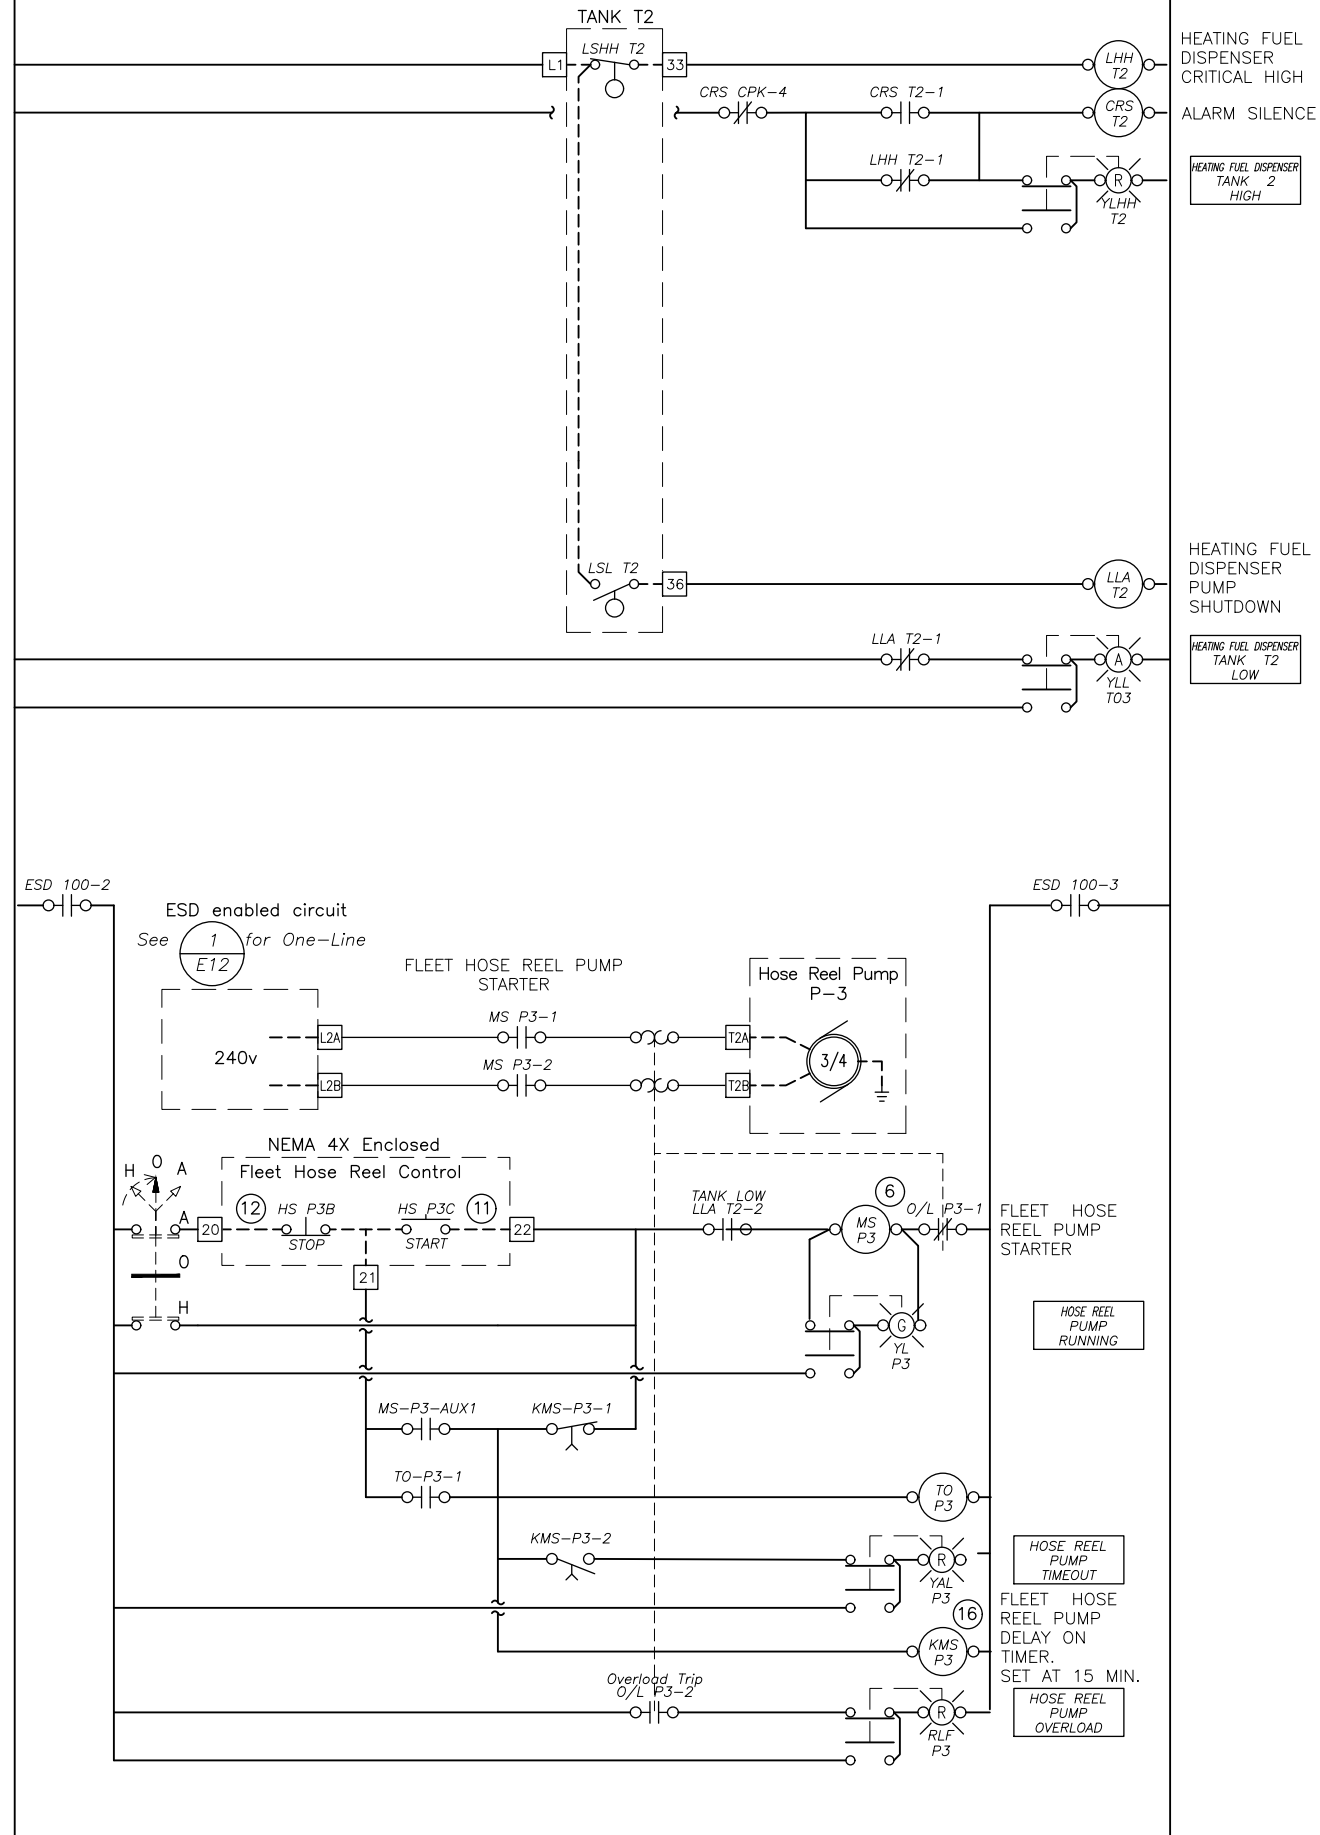 TANK T2
LSHH T2
L1
33
LHH
T2
HEATING FUEL
DISPENSER
CRITICAL HIGH
CRS CPK-4
CRS T2-1
CRS
T2
ALARM SILENCE
LHH T2-1
R
YLHH
T2
HEATING FUEL DISPENSER
TANK 2
HIGH
LSL T2
36
LLA
T2
HEATING FUEL
DISPENSER
PUMP
SHUTDOWN
LLA T2-1
A
YLL
T03
HEATING FUEL DISPENSER
TANK T2
LOW
ESD 100-2
ESD 100-3
ESD enabled circuit
See 1 for One-Line
E12
FLEET HOSE REEL PUMP
STARTER
Hose Reel Pump
P-3
MS P3-1
L2A
T2A
240v
3/4
MS P3-2
L2B
T2B
NEMA 4X Enclosed
Fleet Hose Reel Control
H O A
A
20
12
HS P3B
STOP
HS P3C
START
11
22
TANK LOW
LLA T2-2
6
MS
P3
O/L P3-1
FLEET HOSE
REEL PUMP
STARTER
O
21
H
G
YL
P3
HOSE REEL
PUMP
RUNNING
MS-P3-AUX1
KMS-P3-1
TO-P3-1
TO
P3
KMS-P3-2
R
YAL
P3
HOSE REEL
PUMP
TIMEOUT
16
KMS
P3
FLEET HOSE
REEL PUMP
DELAY ON
TIMER.
SET AT 15 MIN.
Overload Trip
O/L P3-2
R
RLF
P3
HOSE REEL
PUMP
OVERLOAD